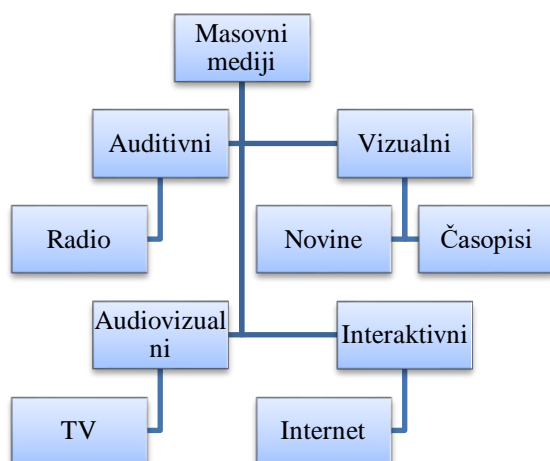 Masovni
mediji
Auditivni
Vizualni
Radio
Novine
Časopisi
Audiovizual
ni
Interaktivni
TV
Internet